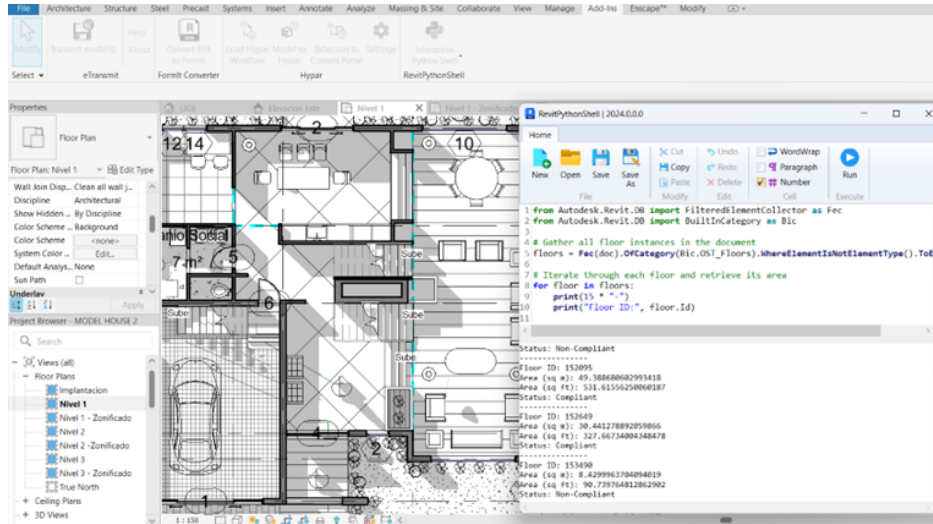 File Architecture Structure Steel Precast Systems Insert Annotate Analyze Massing & Site Collaborate View Manage Add-Ins Enscape™ Modify
Modify Transmit model(s) Help About Convert RFA to FormIt Load Hypar Workflow Model to Hypar Selection to Content Portal Settings Interactive Python Shell
Select eTransmit FormIt Converter Hypar RevitPythonShell
Properties
Floor Plan
Floor Plan: Nivel 1 Edit Type
Wall Join Disp... Clean all wall j...
Discipline Architectural
Show Hidden ... By Discipline
Color Scheme ... Background
Color Scheme <none>
System Color ... Edit...
Default Analys... None
Sun Path
Underlay
Apply
Project Browser - MODEL HOUSE 2
Search
Views (all)
Floor Plans
Implantacion
Nivel 1
Nivel 1 - Zonificado
Nivel 2
Nivel 2 -Zonificado
Nivel 3
Nivel 3 - Zonificado
True North
Ceiling Plans
3D Views
{3D} Elevacion Este Nivel 1 Nivel 1 - Zonificado
2
12 14
10
Social
7 m²
5
Sube
6
Sube
Sube
Sube
4
2
1
1 : 150
RevitPythonShell | 2024.0.0.0
Home
New Open Save Save As
Cut Copy Paste
Undo Redo Delete
WordWrap Paragraph Number
Run
File Modify Edit Cell Execute
1 from Autodesk.Revit.DB import FilteredElementCollector as Fec
2 from Autodesk.Revit.DB import BuiltInCategory as Bic
3
4 # Gather all floor instances in the document
5 floors = Fec(doc).OfCategory(Bic.OST_Floors).WhereElementIsNotElementType().ToE
6
7 # Iterate through each floor and retrieve its area
8 for floor in floors:
9 print(15 * "-")
10 print("Floor ID:", floor.Id)
11
Status: Non-Compliant
---------------
Floor ID: 152095
Area (sq m): 49.388680602993418
Area (sq ft): 531.61556250060187
Status: Compliant
---------------
Floor ID: 152649
Area (sq m): 30.441278892059866
Area (sq ft): 327.66734004348478
Status: Compliant
---------------
Floor ID: 153490
Area (sq m): 8.4299963704094019
Area (sq ft): 90.739764812862902
Status: Non-Compliant